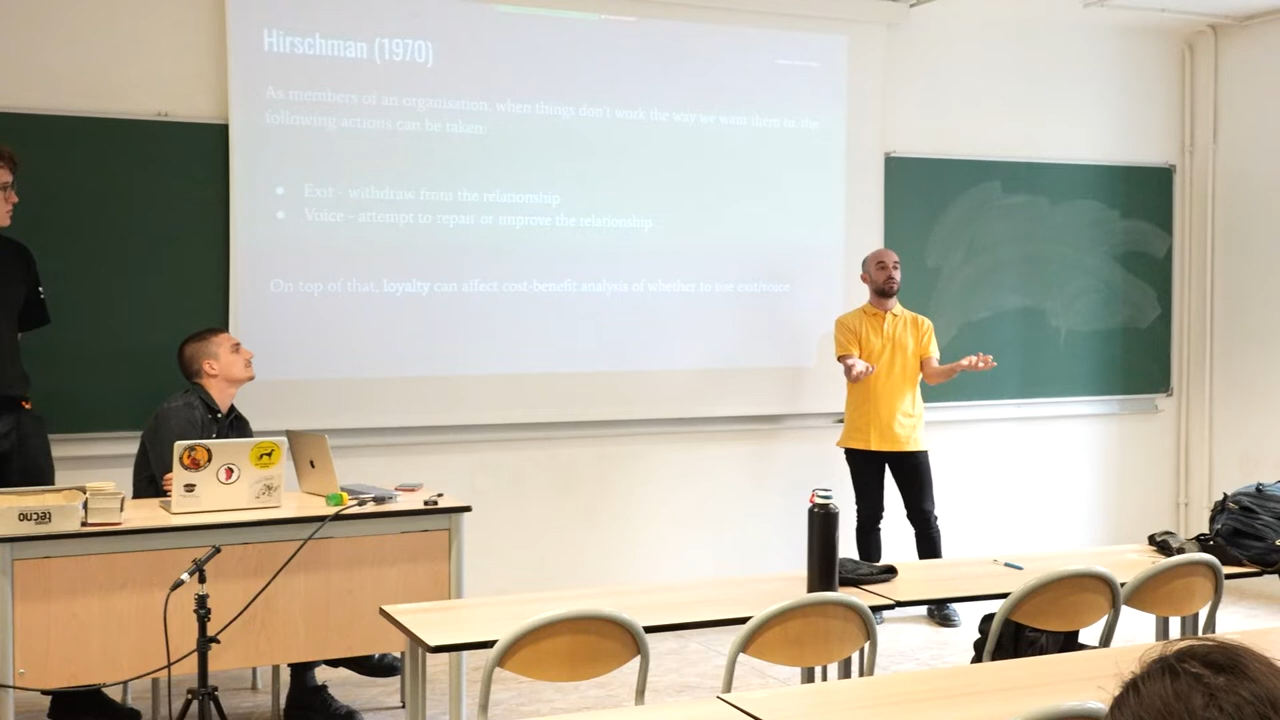 Hirschman (1970)
As members of an organisation, when things don't work the way we want them to, the
following actions can be taken:
● Exit - withdraw from the relationship
● Voice - attempt to repair or improve the relationship
On top of that, loyalty can affect cost-benefit analysis of whether to use exit/voice
tecno